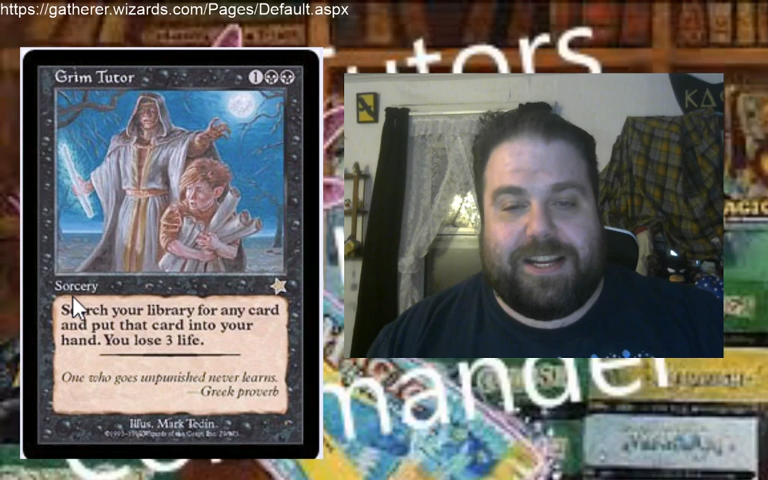 https://gatherer.wizards.com/Pages/Default.aspx
Tutors
Grim Tutor 1
ΚΔ
Sorcery
Search your library for any card
and put that card into your
hand. You lose 3 life.
One who goes unpunished never learns.
—Greek proverb
Illus. Mark Tedin
mander